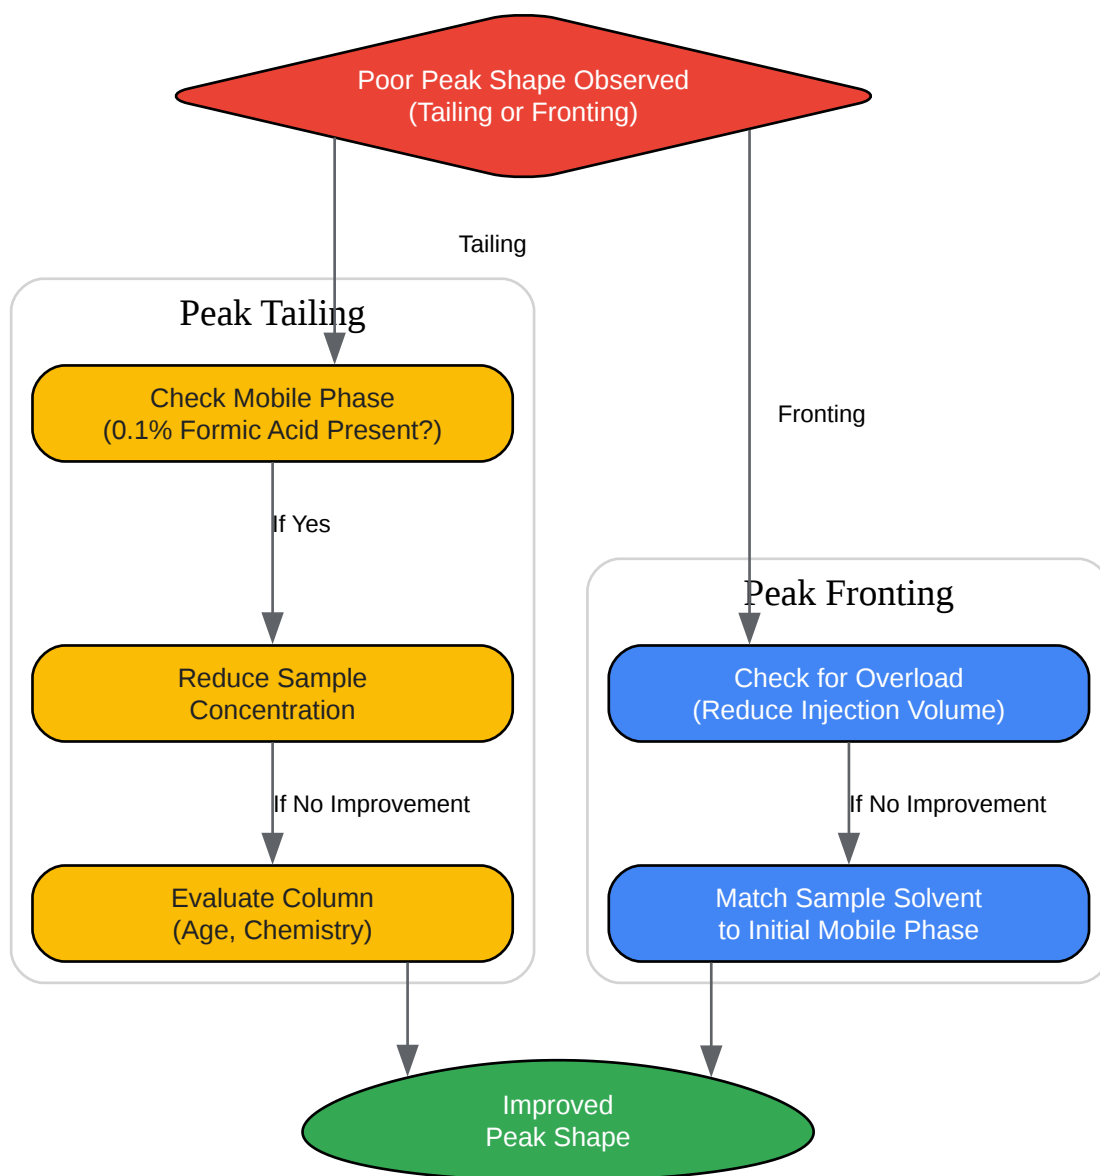 Poor Peak Shape Observed
(Tailing or Fronting)
Tailing
Peak Tailing
Check Mobile Phase
(0.1% Formic Acid Present?)
If Yes
Reduce Sample
Concentration
If No Improvement
Evaluate Column
(Age, Chemistry)
Fronting
Peak Fronting
Check for Overload
(Reduce Injection Volume)
If No Improvement
Match Sample Solvent
to Initial Mobile Phase
Improved
Peak Shape